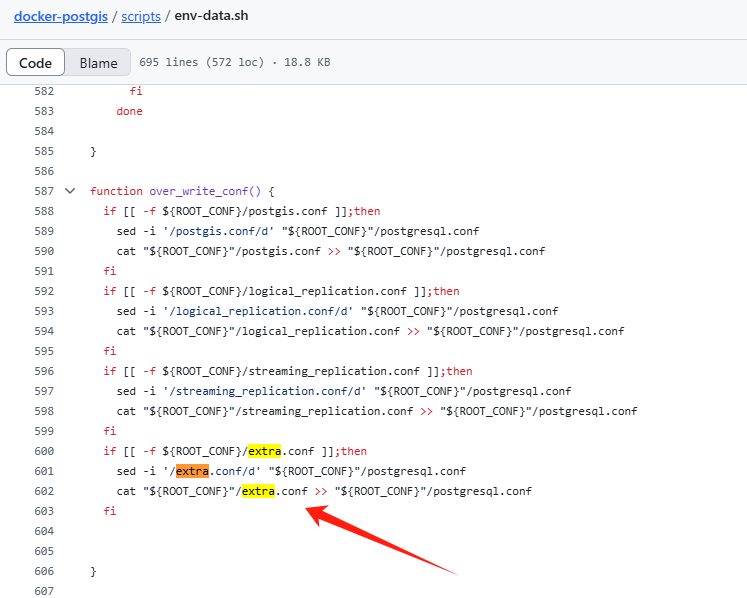 docker-postgis / scripts / env-data.sh
Code Blame 695 lines (572 loc) · 18.8 KB
582 fi
583 done
584
585 }
586
587 function over_write_conf() {
588 if [[ -f ${ROOT_CONF}/postgis.conf ]];then
589 sed -i '/postgis.conf/d' "${ROOT_CONF}"/postgresql.conf
590 cat "${ROOT_CONF}"/postgis.conf >> "${ROOT_CONF}"/postgresql.conf
591 fi
592 if [[ -f ${ROOT_CONF}/logical_replication.conf ]];then
593 sed -i '/logical_replication.conf/d' "${ROOT_CONF}"/postgresql.conf
594 cat "${ROOT_CONF}"/logical_replication.conf >> "${ROOT_CONF}"/postgresql.conf
595 fi
596 if [[ -f ${ROOT_CONF}/streaming_replication.conf ]];then
597 sed -i '/streaming_replication.conf/d' "${ROOT_CONF}"/postgresql.conf
598 cat "${ROOT_CONF}"/streaming_replication.conf >> "${ROOT_CONF}"/postgresql.conf
599 fi
600 if [[ -f ${ROOT_CONF}/extra.conf ]];then
601 sed -i '/extra.conf/d' "${ROOT_CONF}"/postgresql.conf
602 cat "${ROOT_CONF}"/extra.conf >> "${ROOT_CONF}"/postgresql.conf
603 fi
604
605
606 }
607